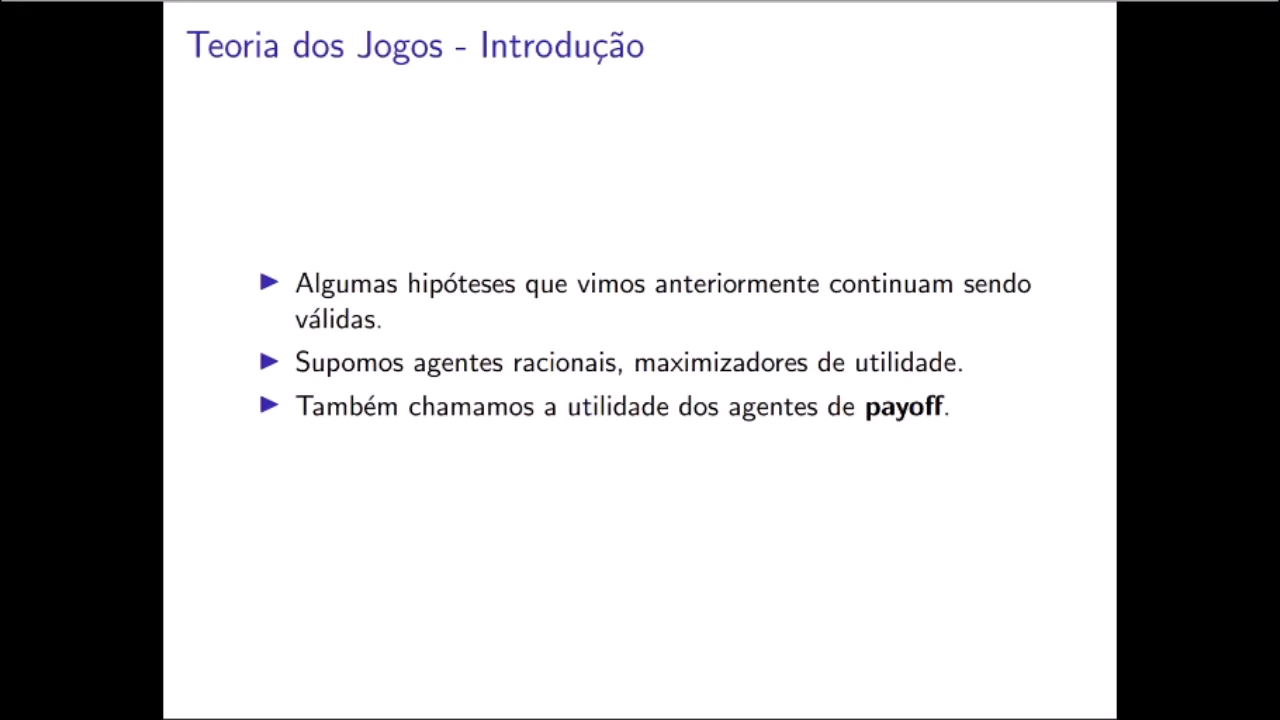 Teoria dos Jogos - Introdução
Algumas hipóteses que vimos anteriormente continuam sendo
válidas.
Supomos agentes racionais, maximizadores de utilidade.
Também chamamos a utilidade dos agentes de payoff.